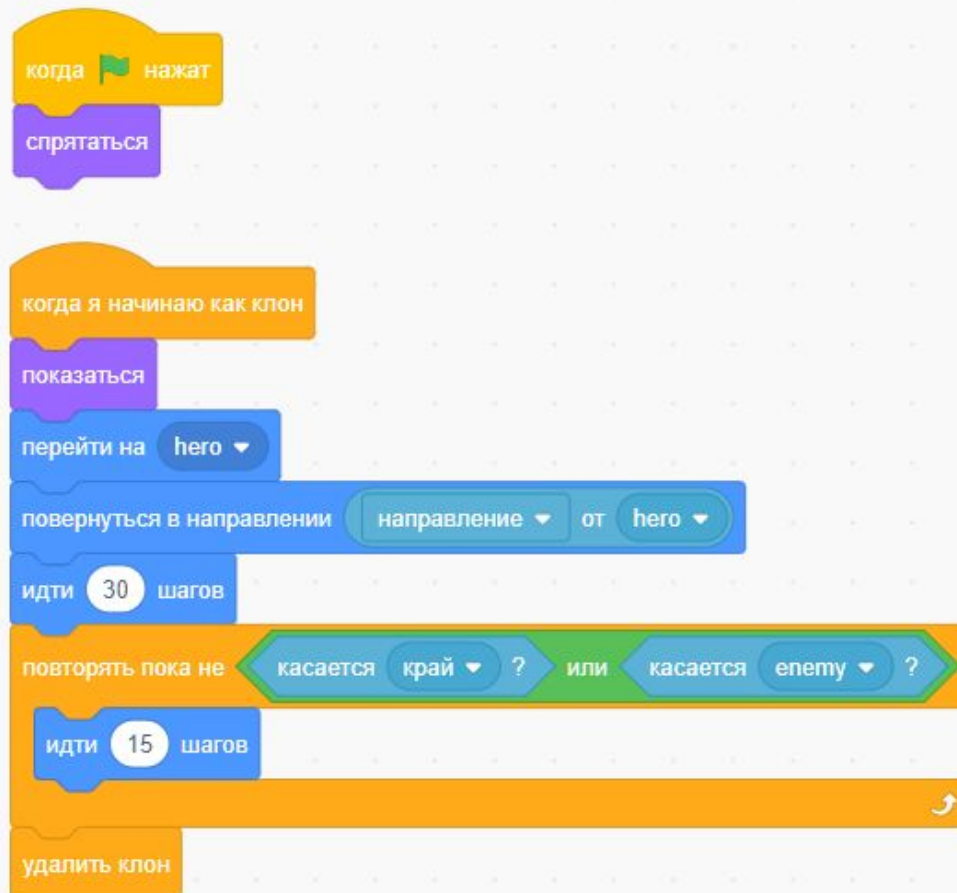 когда нажат
спрятаться
когда я начинаю как клон
показаться
перейти на hero
повернуться в направлении направление от hero
идти 30 шагов
повторять пока не касается край ? или касается enemy ?
идти 15 шагов
удалить клон